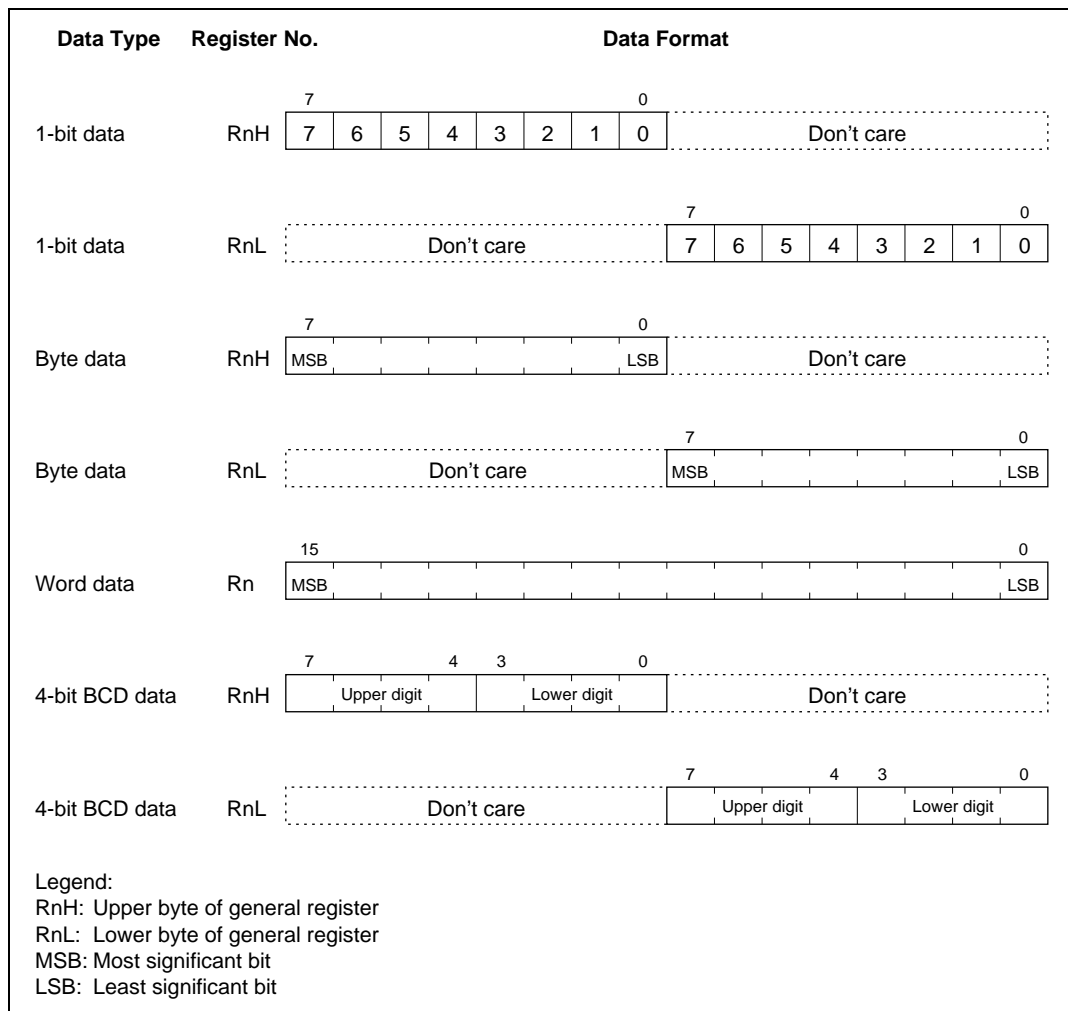 Data Type Register No. Data Format
7 0
1-bit data RnH 7 6 5 4 3 2 1 0 Don't care
7 0
1-bit data RnL Don't care 7 6 5 4 3 2 1 0
7 0
Byte data RnH MSB LSB Don't care
7 0
Byte data RnL Don't care MSB LSB
15 0
Word data Rn MSB LSB
7 4 3 0
4-bit BCD data RnH Upper digit Lower digit Don't care
7 4 3 0
4-bit BCD data RnL Don't care Upper digit Lower digit
Legend:
RnH: Upper byte of general register
RnL: Lower byte of general register
MSB: Most significant bit
LSB: Least significant bit